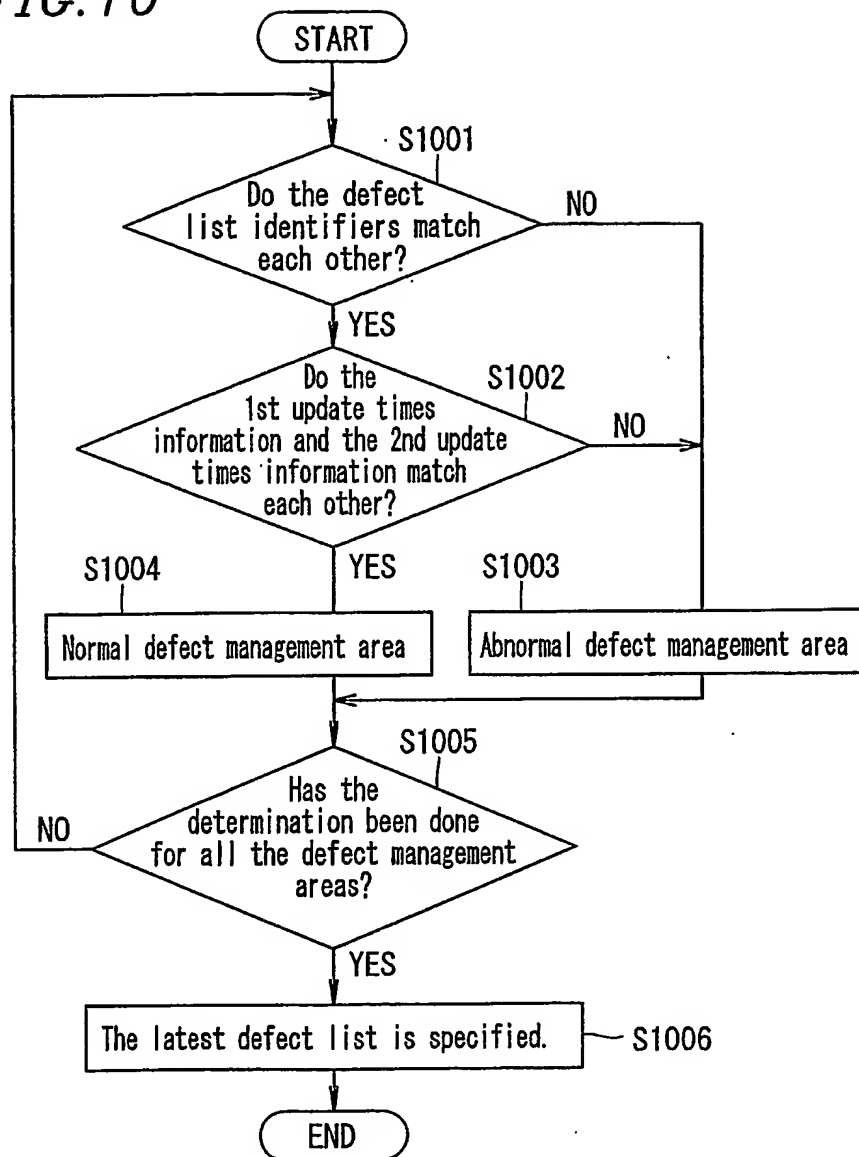 FIG. 10
START
S1001
Do the defect
list identifiers match
each other?
NO
YES
S1002
Do the
1st update times
information and the 2nd update
times information match
each other?
NO
YES
S1004
S1003
Normal defect management area
Abnormal defect management area
S1005
Has the
determination been done
for all the defect management
areas?
NO
YES
The latest defect list is specified.
S1006
END